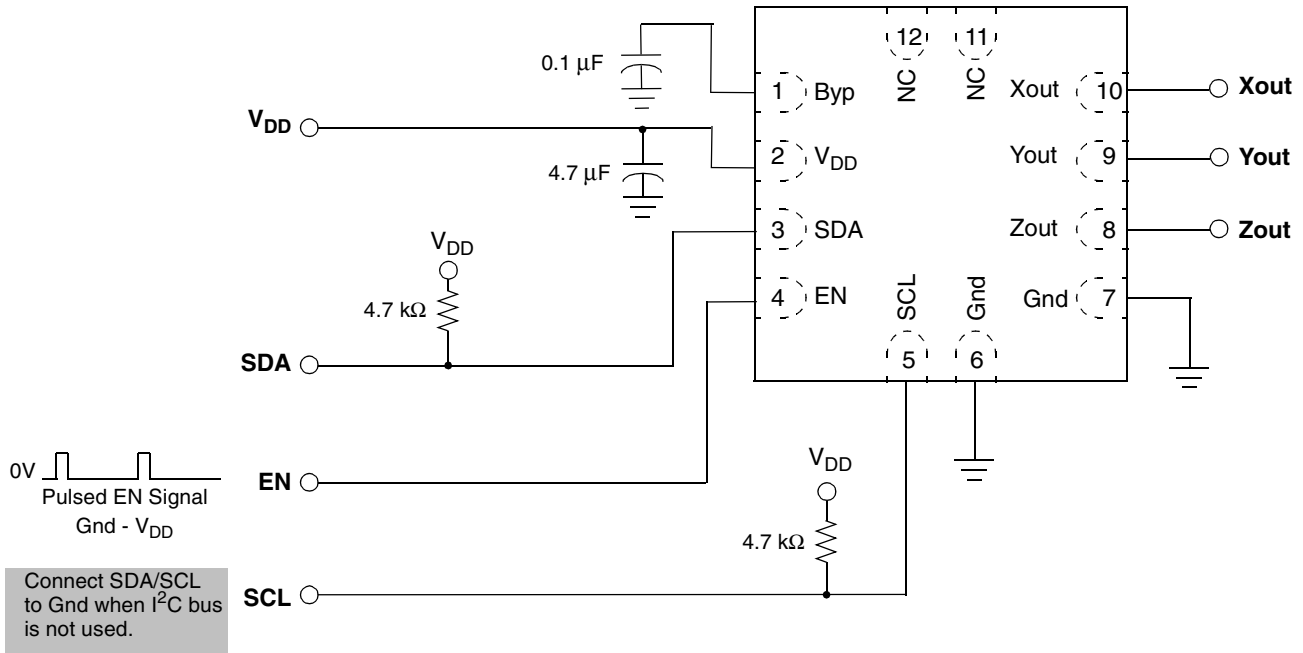 12 11
NC NC
0.1 μF
1 Byp
Xout 10
Xout
VDD
2 VDD
Yout 9
Yout
4.7 μF
3 SDA
Zout 8
Zout
VDD
4.7 kΩ
4 EN
SCL Gnd
Gnd 7
5 6
SDA
0V
Pulsed EN Signal
Gnd - VDD
EN
VDD
4.7 kΩ
Connect SDA/SCL
to Gnd when I²C bus
is not used.
SCL